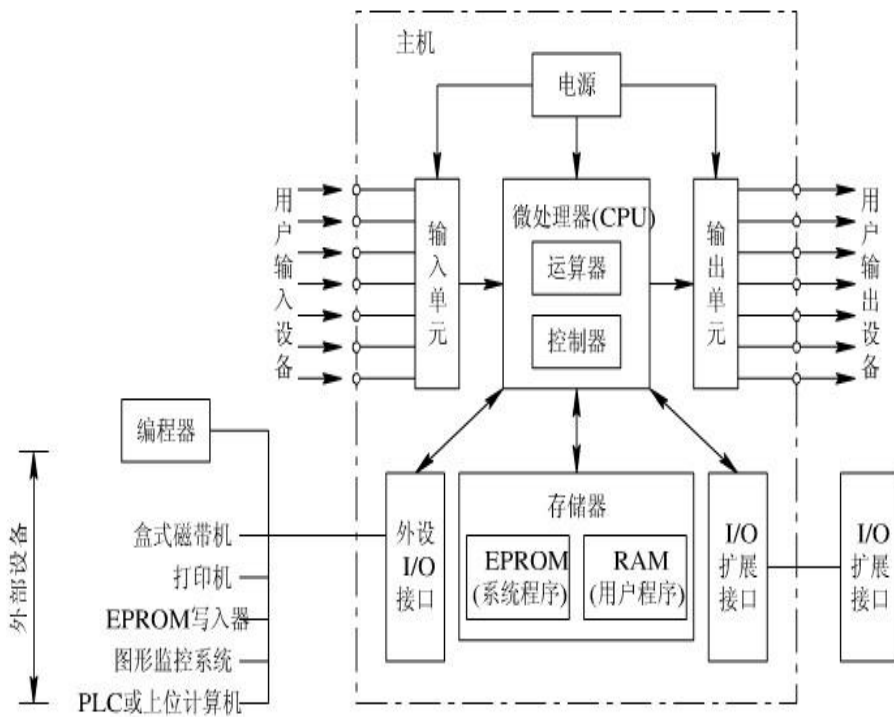 主机
电源
用户输入设备
输入单元
微处理器(CPU)
运算器
控制器
输出单元
用户输出设备
编程器
外部设备
盒式磁带机
打印机
EPROM写入器
图形监控系统
PLC或上位计算机
外设
I/O
接口
存储器
EPROM
(系统程序)
RAM
(用户程序)
I/O
扩展
接口
I/O
扩展
接口